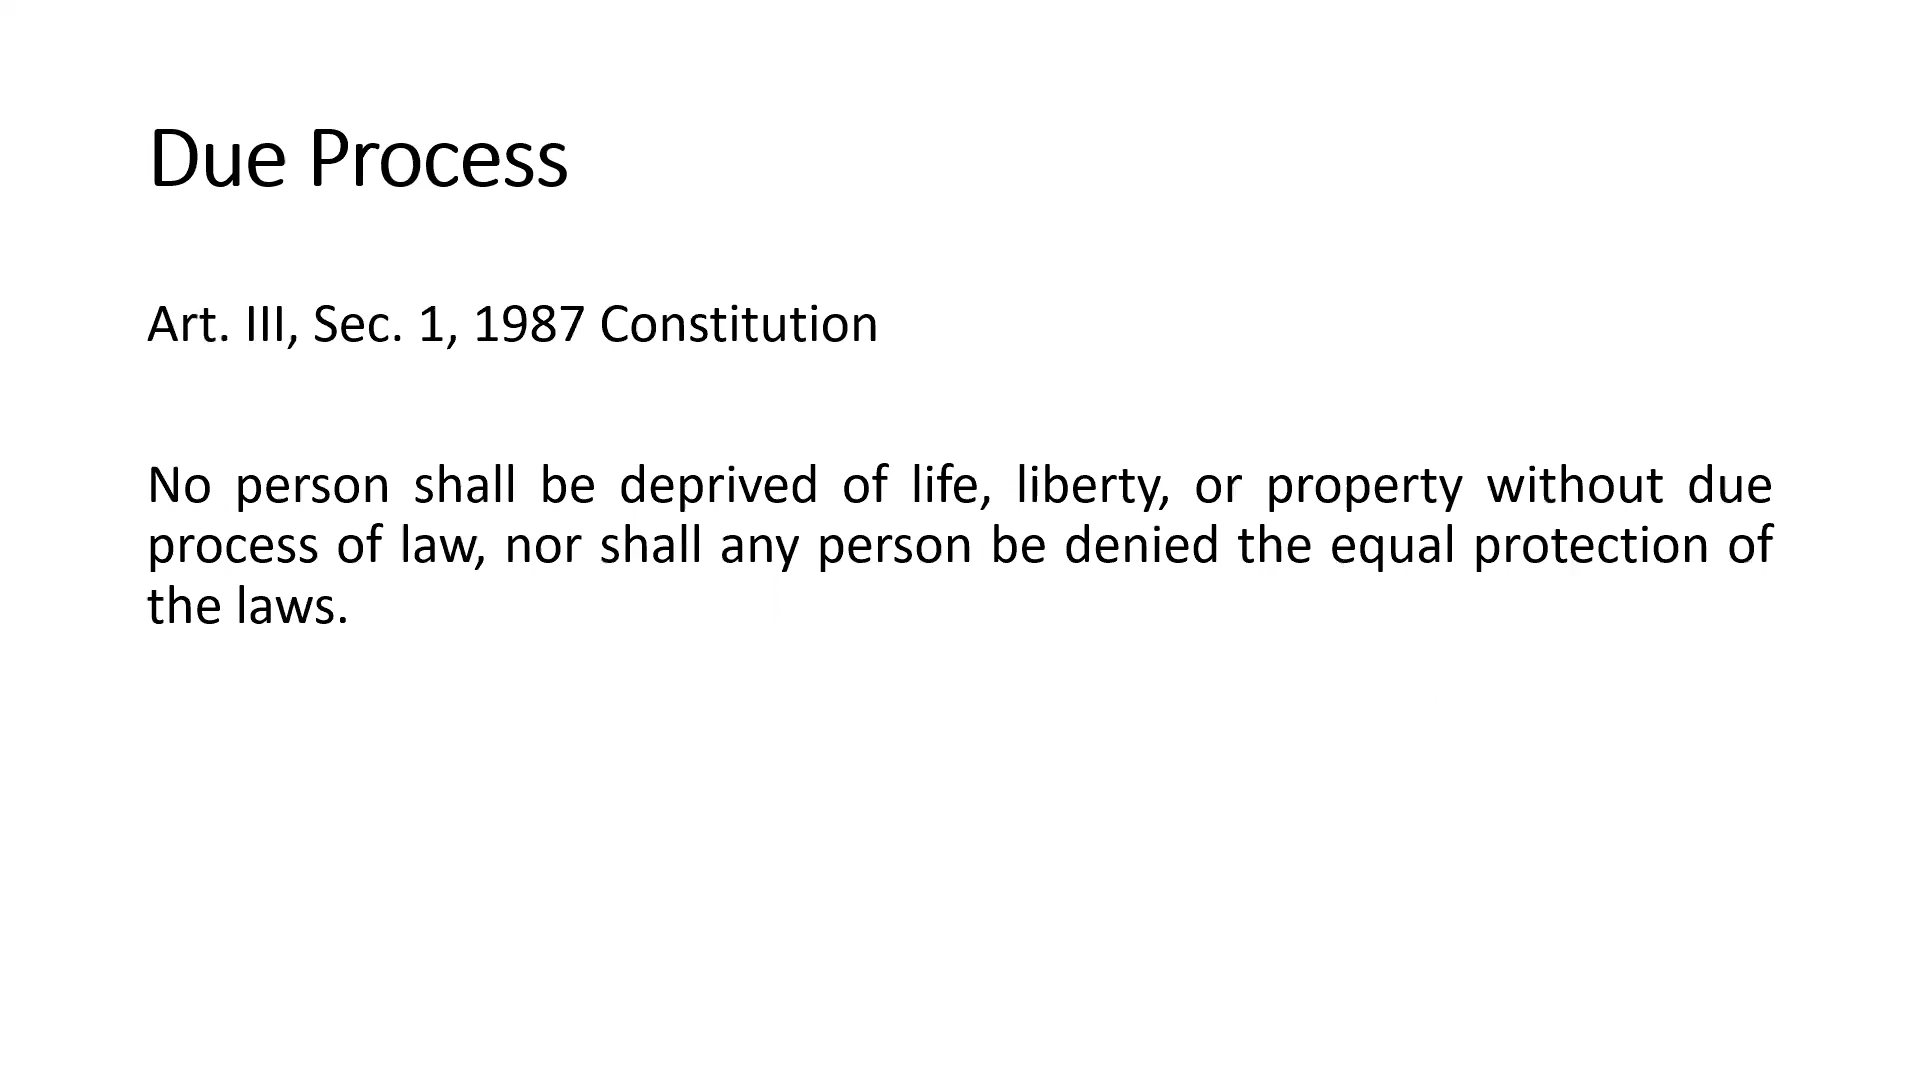 Due Process
Art. III, Sec. 1, 1987 Constitution
No person shall be deprived of life, liberty, or property without due
process of law, nor shall any person be denied the equal protection of
the laws.